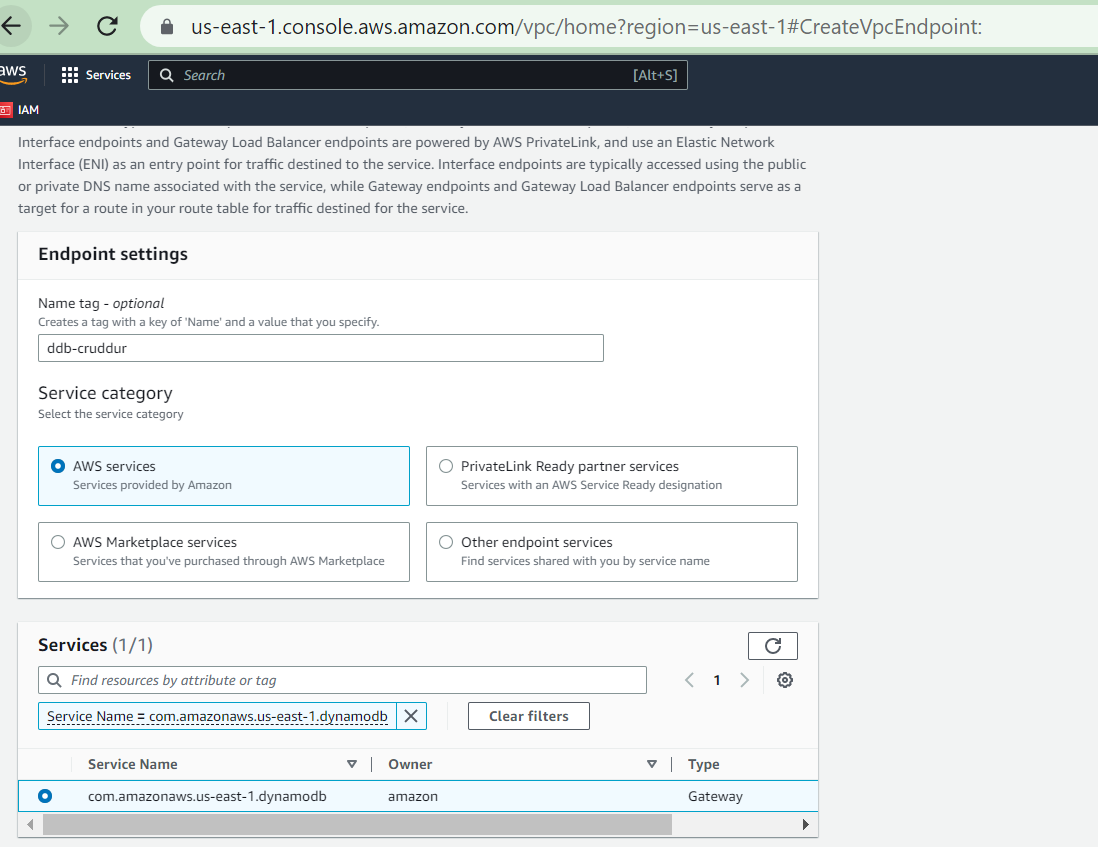 us-east-1.console.aws.amazon.com/vpc/home?region=us-east-1#CreateVpcEndpoint:
aws
Services
Search
[Alt+S]
IAM
Interface endpoints and Gateway Load Balancer endpoints are powered by AWS PrivateLink, and use an Elastic Network
Interface (ENI) as an entry point for traffic destined to the service. Interface endpoints are typically accessed using the public
or private DNS name associated with the service, while Gateway endpoints and Gateway Load Balancer endpoints serve as a
target for a route in your route table for traffic destined for the service.
Endpoint settings
Name tag - optional
Creates a tag with a key of 'Name' and a value that you specify.
ddb-cruddur
Service category
Select the service category
AWS services
Services provided by Amazon
PrivateLink Ready partner services
Services with an AWS Service Ready designation
AWS Marketplace services
Services that you've purchased through AWS Marketplace
Other endpoint services
Find services shared with you by service name
Services (1/1)
Find resources by attribute or tag
1
Service Name = com.amazonaws.us-east-1.dynamodb
Clear filters
Service Name
Owner
Type
com.amazonaws.us-east-1.dynamodb
amazon
Gateway